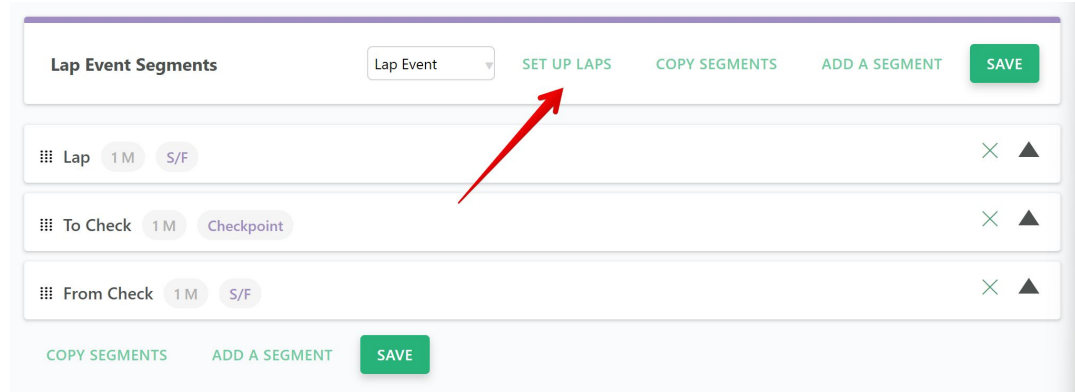 Lap Event Segments Lap Event SET UP LAPS COPY SEGMENTS ADD A SEGMENT SAVE
Lap 1 M S/F
To Check 1 M Checkpoint
From Check 1 M S/F
COPY SEGMENTS ADD A SEGMENT SAVE